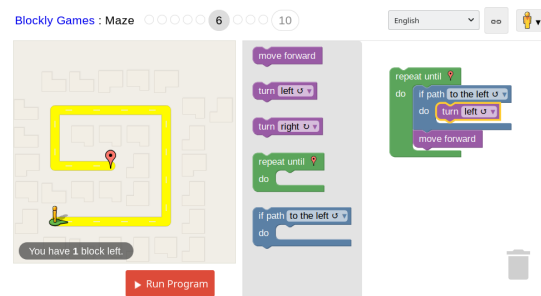 Blockly Games : Maze 6 10 English
move forward
turn left ↺ ▾
turn right ↻ ▾
repeat until
do
if path to the left ↺ ▾
do
repeat until
do if path to the left ↺ ▾
do turn left ↺ ▾
move forward
You have 1 block left.
Run Program